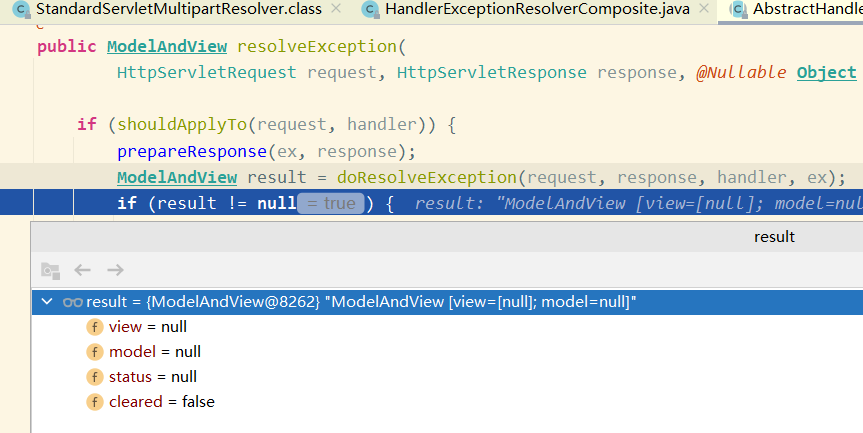 StandardServletMultipartResolver.class × HandlerExceptionResolverComposite.java × AbstractHandle
public ModelAndView resolveException(
HttpServletRequest request, HttpServletResponse response, @Nullable Object
if (shouldApplyTo(request, handler)) {
prepareResponse(ex, response);
ModelAndView result = doResolveException(request, response, handler, ex);
if (result != null = true ) { result: "ModelAndView [view=[null]; model=nul
result
result = {ModelAndView@8262} "ModelAndView [view=[null]; model=null]"
f view = null
f model = null
f status = null
f cleared = false